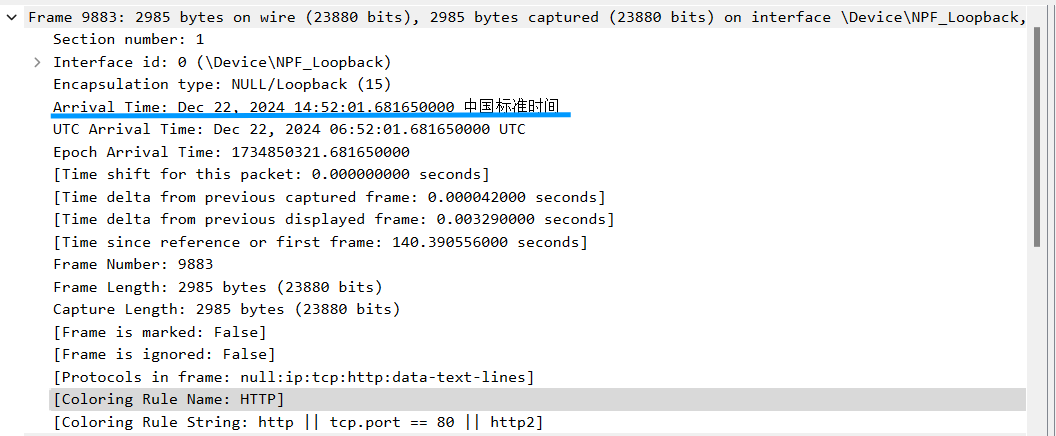 Frame 9883: 2985 bytes on wire (23880 bits), 2985 bytes captured (23880 bits) on interface \Device\NPF_Loopback,
Section number: 1
Interface id: 0 (\Device\NPF_Loopback)
Encapsulation type: NULL/Loopback (15)
Arrival Time: Dec 22, 2024 14:52:01.681650000 中国标准时间
UTC Arrival Time: Dec 22, 2024 06:52:01.681650000 UTC
Epoch Arrival Time: 1734850321.681650000
[Time shift for this packet: 0.000000000 seconds]
[Time delta from previous captured frame: 0.000042000 seconds]
[Time delta from previous displayed frame: 0.003290000 seconds]
[Time since reference or first frame: 140.390556000 seconds]
Frame Number: 9883
Frame Length: 2985 bytes (23880 bits)
Capture Length: 2985 bytes (23880 bits)
[Frame is marked: False]
[Frame is ignored: False]
[Protocols in frame: null:ip:tcp:http:data-text-lines]
[Coloring Rule Name: HTTP]
[Coloring Rule String: http || tcp.port == 80 || http2]